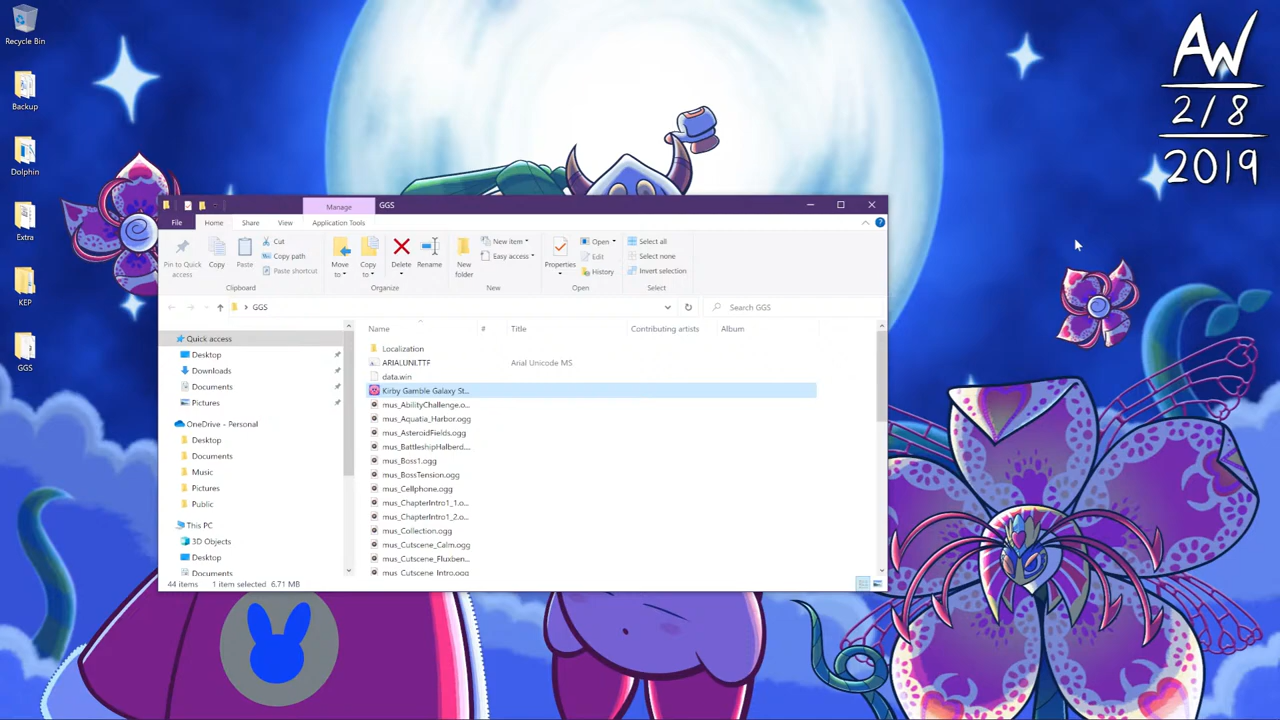 Recycle Bin
Backup
Dolphin
Extra
KEP
GGS
AW
2/8
2019
Manage
GGS
File
Home
Share
View
Application Tools
Pin to Quick access
Copy
Paste
Cut
Copy path
Paste shortcut
Clipboard
Move to
Copy to
Delete
Rename
Organize
New folder
New item
Easy access
New
Properties
Open
Edit
History
Open
Select all
Select none
Invert selection
Select
GGS
Search GGS
Quick access
Desktop
Downloads
Documents
Pictures
OneDrive - Personal
Desktop
Documents
Music
Pictures
Public
This PC
3D Objects
Desktop
Documents
Name # Title Contributing artists Album
Localization
ARIALUNI.TTF Arial Unicode MS
data.win
Kirby Gamble Galaxy St...
mus_AbilityChallenge.o...
mus_Aquatia_Harbor.ogg
mus_AsteroidFields.ogg
mus_BattleshipHalberd...
mus_Boss1.ogg
mus_BossTension.ogg
mus_Cellphone.ogg
mus_ChapterIntro1_1.o...
mus_ChapterIntro1_2.o...
mus_Collection.ogg
mus_Cutscene_Calm.ogg
mus_Cutscene_Fluxben...
mus_Cutscene_Intro.ogg
44 items 1 item selected 6.71 MB